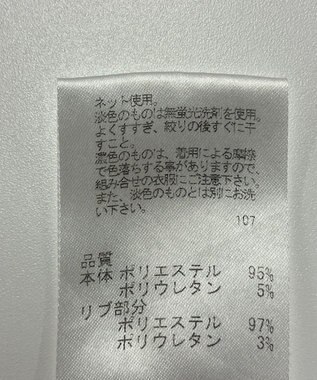 ネット使用。
淡色のものは無蛍光洗剤を使用。
よくすすぎ、絞りの後すぐに干
すこと。
濃色のものは、着用による摩擦
で色落ちする事がありますので、
組み合せの衣服にご注意下さい。
また、淡色のものとは別にお洗
い下さい。
107
品質
本体 ポリエステル 95%
ポリウレタン 5%
リブ部分
ポリエステル 97%
ポリウレタン 3%